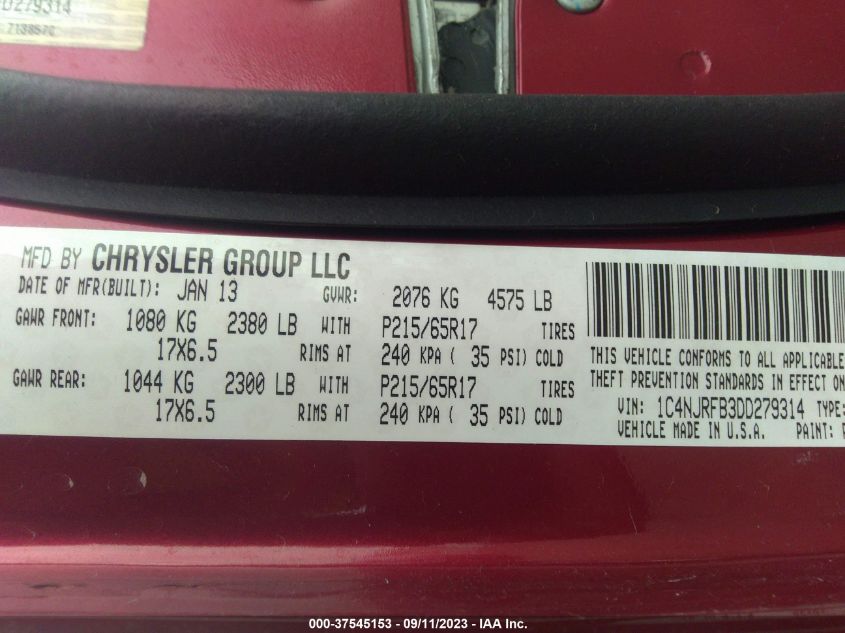 D279314
713857C
MFD BY CHRYSLER GROUP LLC
DATE OF MFR(BUILT): JAN 13 GVWR: 2076 KG 4575 LB
GAWR FRONT: 1080 KG 2380 LB WITH P215/65R17 TIRES
17X6.5 RIMS AT 240 KPA ( 35 PSI) COLD
GAWR REAR: 1044 KG 2300 LB WITH P215/65R17 TIRES
17X6.5 RIMS AT 240 KPA ( 35 PSI) COLD
THIS VEHICLE CONFORMS TO ALL APPLICABLE
THEFT PREVENTION STANDARDS IN EFFECT ON
VIN: 1C4NJRFB3DD279314 TYPE:
VEHICLE MADE IN U.S.A. PAINT:
000-37545153 - 09/11/2023 - IAA Inc.